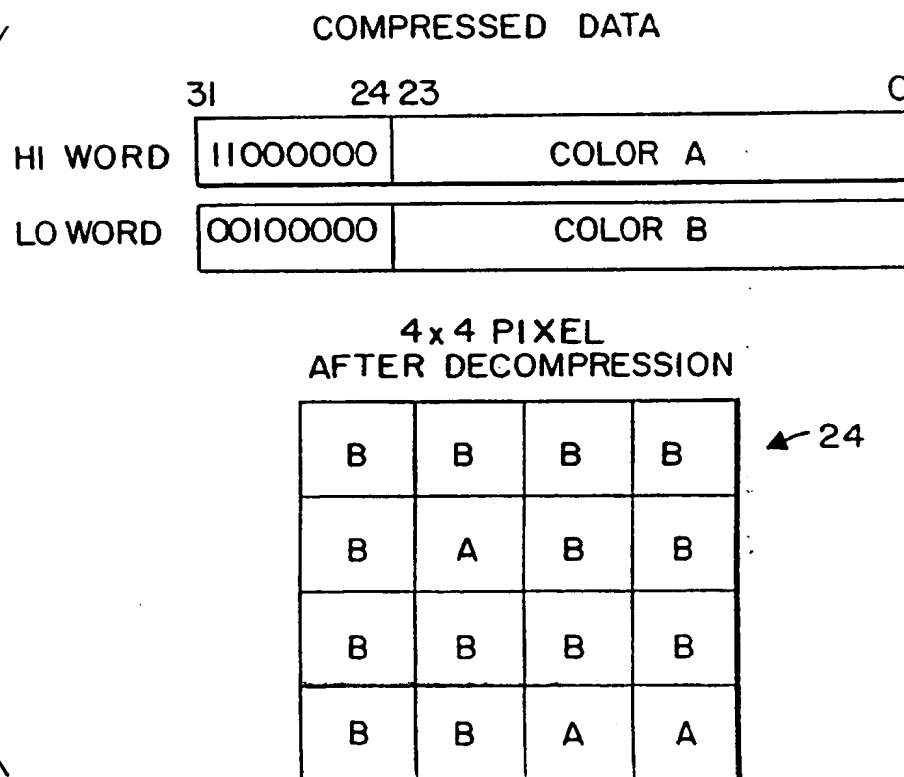 COMPRESSED DATA
31 24 23 0
HI WORD 11000000 COLOR A
LO WORD 00100000 COLOR B
4x4 PIXEL
AFTER DECOMPRESSION
B B B B 24
B A B B
B B B B
B B A A